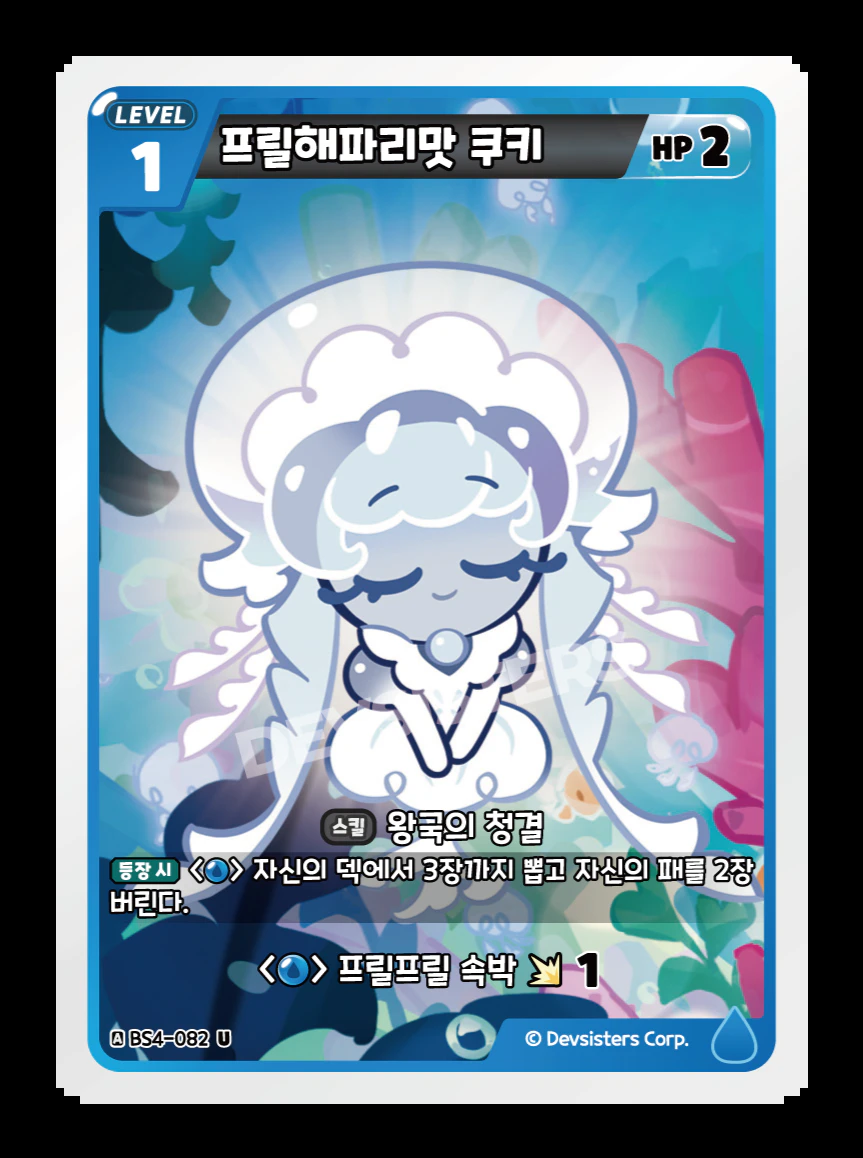 LEVEL
1
프릴해파리맛 쿠키
HP 2
DEVSISTERS
스킬 왕국의 청결
등장 시 < > 자신의 덱에서 3장까지 뽑고 자신의 패를 2장
버린다.
< > 프릴프릴 속박 1
A BS4-082 U
© Devsisters Corp.